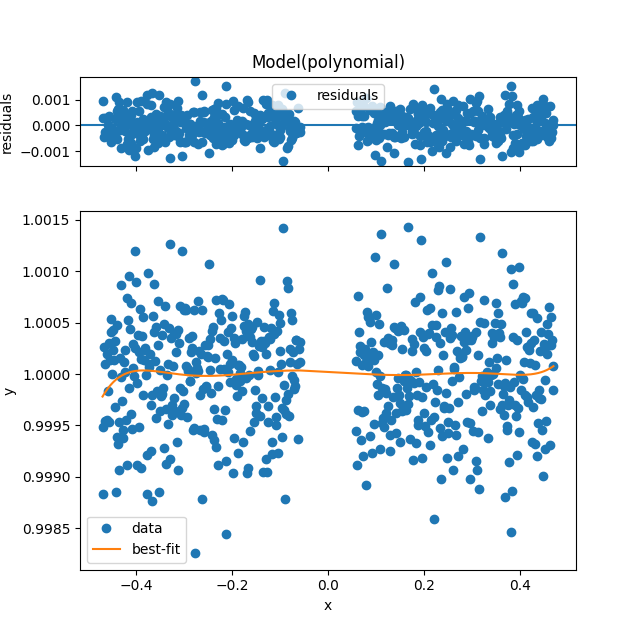 Model(polynomial)
residuals
0.001
0.000
−0.001
residuals
1.0015
1.0010
1.0005
1.0000
0.9995
0.9990
0.9985
y
data
best-fit
−0.4
−0.2
0.0
0.2
0.4
x